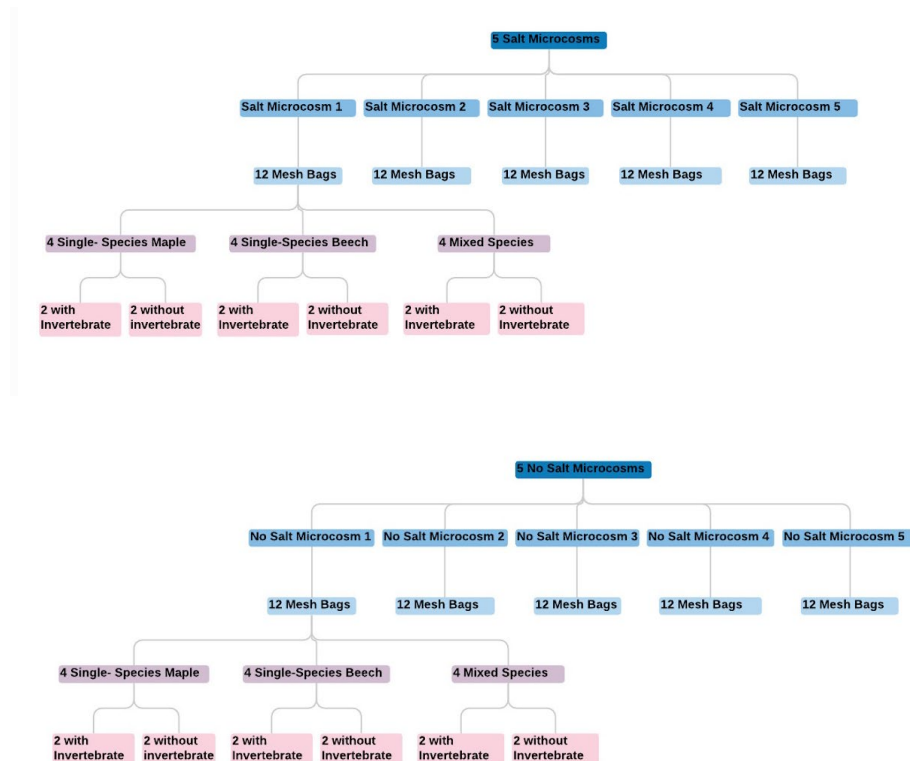 5 Salt Microcosms
Salt Microcosm 1 Salt Microcosm 2 Salt Microcosm 3 Salt Microcosm 4 Salt Microcosm 5
12 Mesh Bags 12 Mesh Bags 12 Mesh Bags 12 Mesh Bags 12 Mesh Bags
4 Single- Species Maple 4 Single-Species Beech 4 Mixed Species
2 with 2 without 2 with 2 without 2 with 2 without
Invertebrate invertebrate Invertebrate Invertebrate Invertebrate Invertebrate
5 No Salt Microcosms
No Salt Microcosm 1 No Salt Microcosm 2 No Salt Microcosm 3 No Salt Microcosm 4 No Salt Microcosm 5
12 Mesh Bags 12 Mesh Bags 12 Mesh Bags 12 Mesh Bags 12 Mesh Bags
4 Single- Species Maple 4 Single-Species Beech 4 Mixed Species
2 with 2 without 2 with 2 without 2 with 2 without
Invertebrate invertebrate Invertebrate Invertebrate Invertebrate Invertebrate